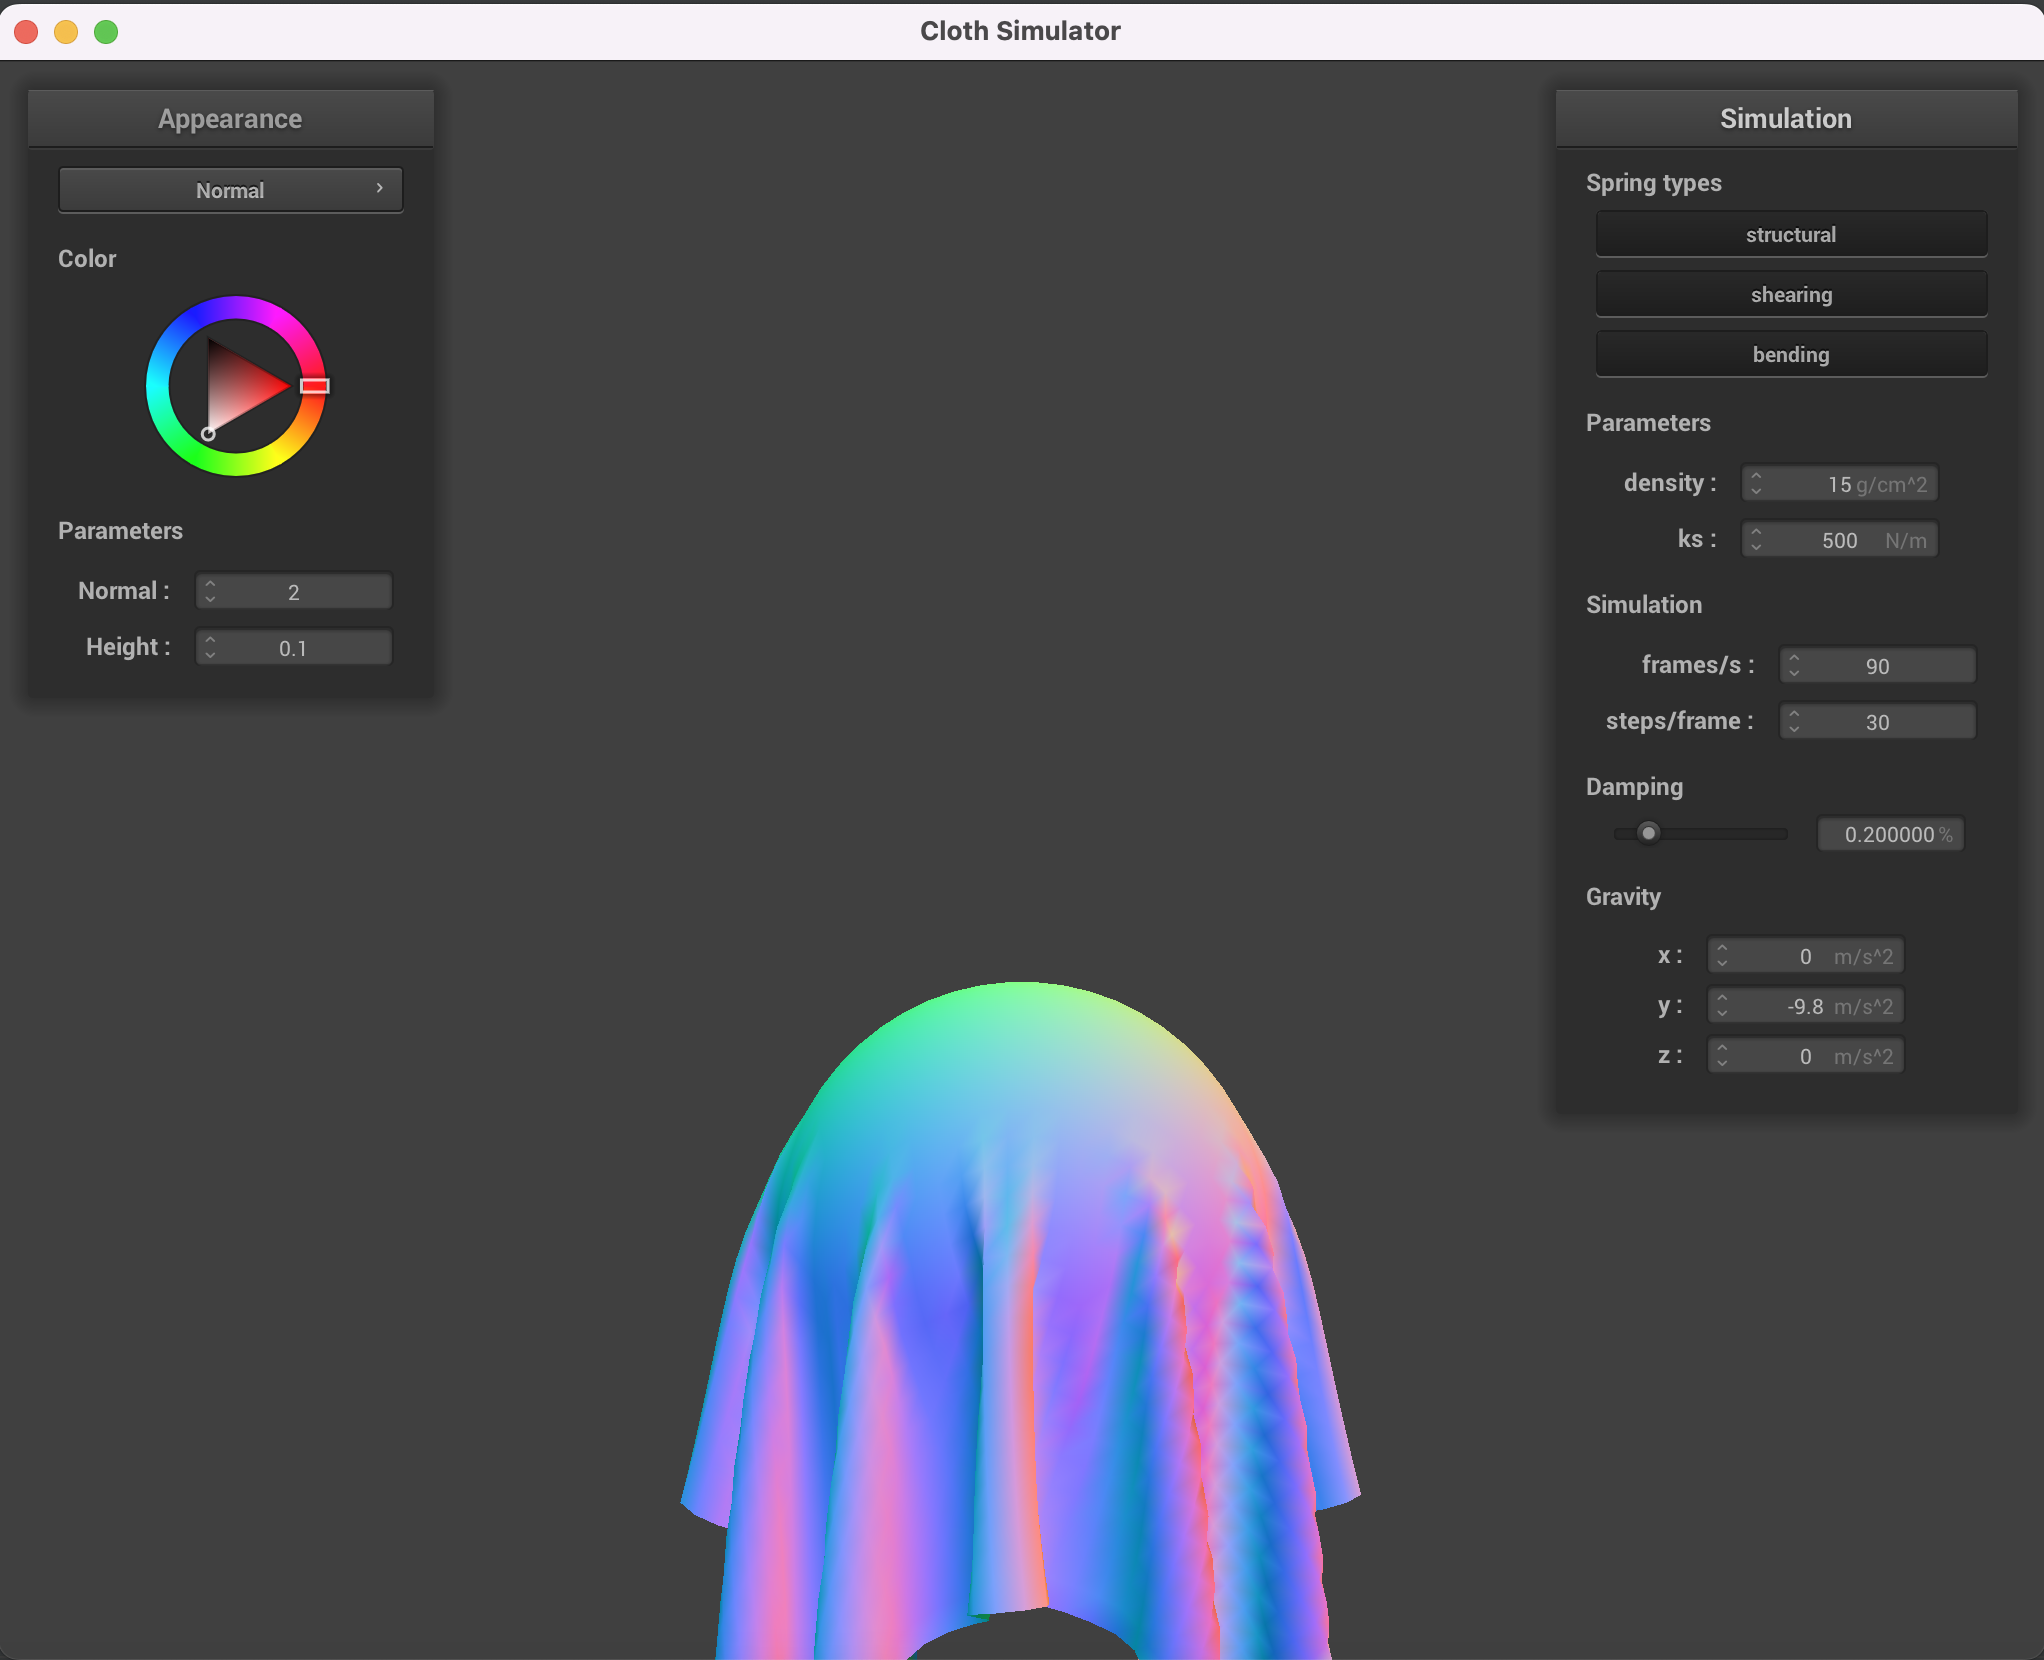 Cloth Simulator
Appearance
Normal
Color
Parameters
Normal : 2
Height : 0.1
Simulation
Spring types
structural
shearing
bending
Parameters
density : 15 g/cm^2
ks : 500 N/m
Simulation
frames/s : 90
steps/frame : 30
Damping
0.200000 %
Gravity
x : 0 m/s^2
y : -9.8 m/s^2
z : 0 m/s^2